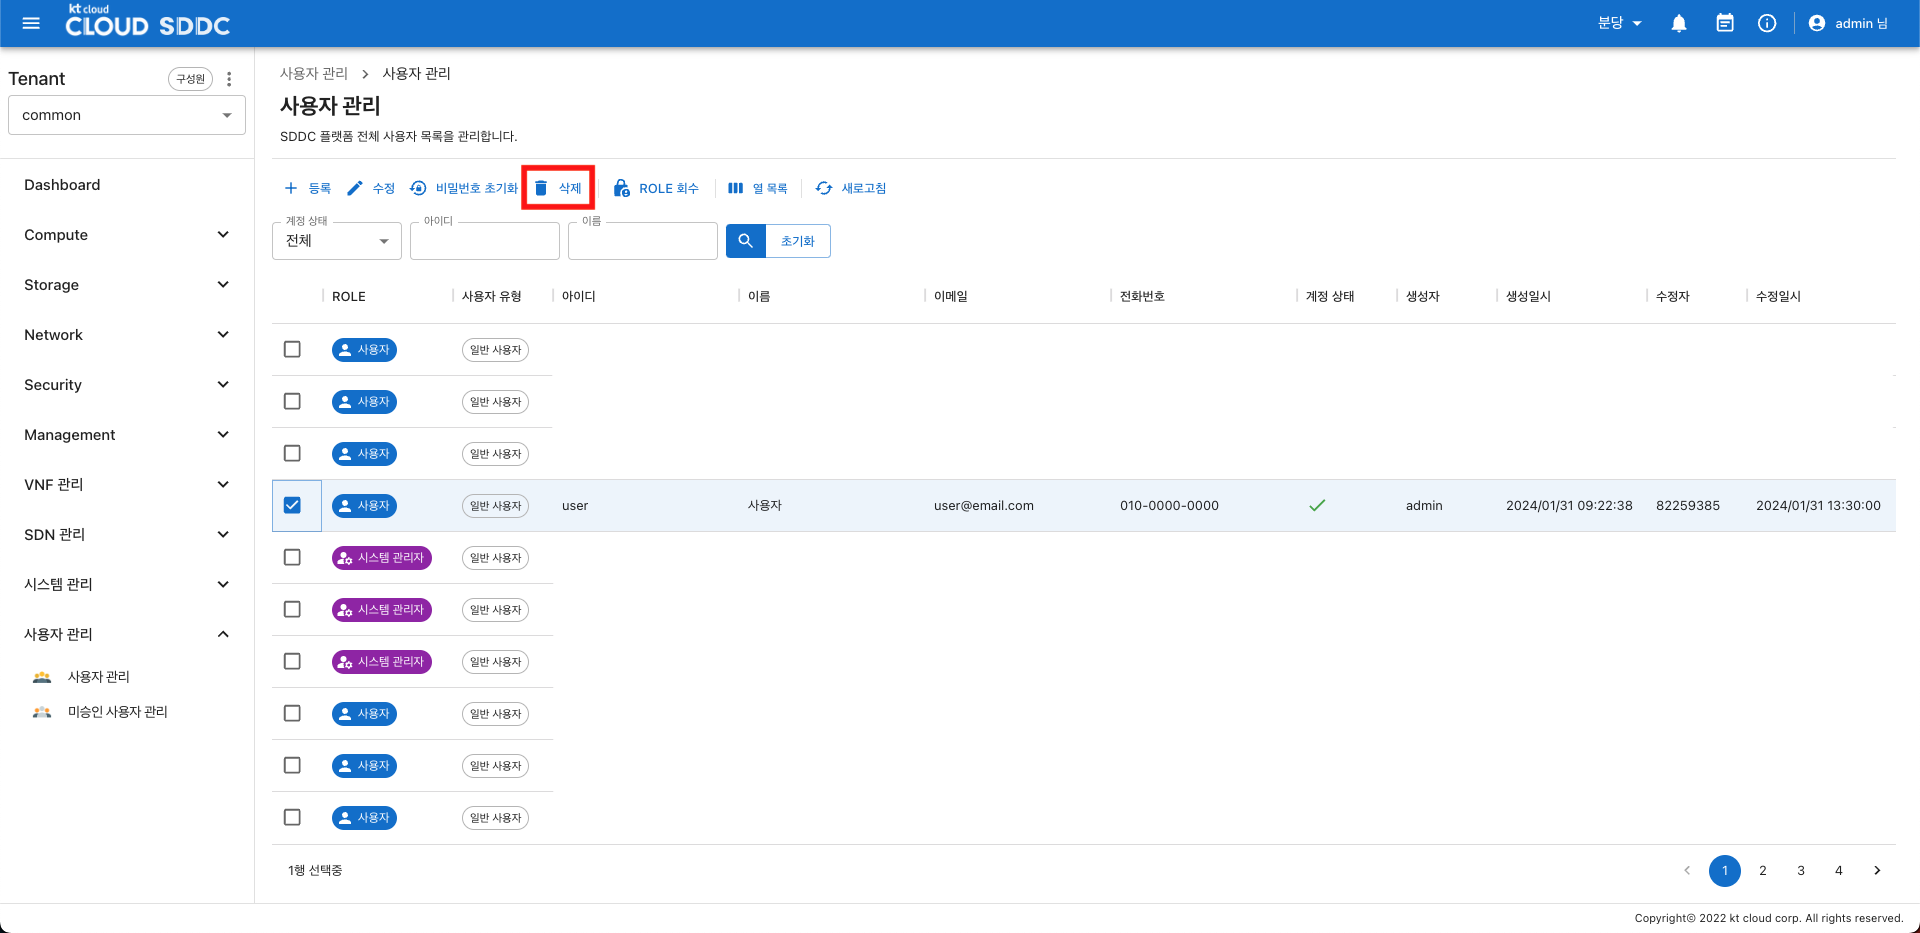 kt cloud
CLOUD SDDC
분당
admin 님
Tenant
구성원
common
Dashboard
Compute
Storage
Network
Security
Management
VNF 관리
SDN 관리
시스템 관리
사용자 관리
사용자 관리
미승인 사용자 관리
사용자 관리 > 사용자 관리
사용자 관리
SDDC 플랫폼 전체 사용자 목록을 관리합니다.
등록 수정 비밀번호 초기화 삭제 ROLE 회수 열 목록 새로고침
계정 상태 아이디 이름
전체 초기화
ROLE 사용자 유형 아이디 이름 이메일 전화번호 계정 상태 생성자 생성일시 수정자 수정일시
사용자 일반 사용자
사용자 일반 사용자
사용자 일반 사용자
사용자 일반 사용자 user 사용자 user@email.com 010-0000-0000 admin 2024/01/31 09:22:38 82259385 2024/01/31 13:30:00
시스템 관리자 일반 사용자
시스템 관리자 일반 사용자
시스템 관리자 일반 사용자
사용자 일반 사용자
사용자 일반 사용자
사용자 일반 사용자
1행 선택중
1 2 3 4
Copyright© 2022 kt cloud corp. All rights reserved.